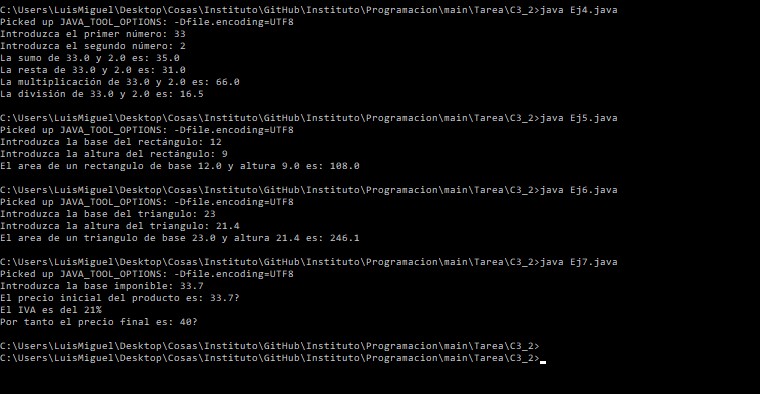 C:\Users\LuisMiguel\Desktop\Cosas\Instituto\GitHub\Instituto\Programacion\main\Tarea\C3_2>java Ej4.java
Picked up JAVA_TOOL_OPTIONS: -Dfile.encoding=UTF8
Introduzca el primer número: 33
Introduzca el segundo número: 2
La sumo de 33.0 y 2.0 es: 35.0
La resta de 33.0 y 2.0 es: 31.0
La multiplicación de 33.0 y 2.0 es: 66.0
La división de 33.0 y 2.0 es: 16.5
C:\Users\LuisMiguel\Desktop\Cosas\Instituto\GitHub\Instituto\Programacion\main\Tarea\C3_2>java Ej5.java
Picked up JAVA_TOOL_OPTIONS: -Dfile.encoding=UTF8
Introduzca la base del rectángulo: 12
Introduzca la altura del rectángulo: 9
El area de un rectangulo de base 12.0 y altura 9.0 es: 108.0
C:\Users\LuisMiguel\Desktop\Cosas\Instituto\GitHub\Instituto\Programacion\main\Tarea\C3_2>java Ej6.java
Picked up JAVA_TOOL_OPTIONS: -Dfile.encoding=UTF8
Introduzca la base del triangulo: 23
Introduzca la altura del triangulo: 21.4
El area de un triangulo de base 23.0 y altura 21.4 es: 246.1
C:\Users\LuisMiguel\Desktop\Cosas\Instituto\GitHub\Instituto\Programacion\main\Tarea\C3_2>java Ej7.java
Picked up JAVA_TOOL_OPTIONS: -Dfile.encoding=UTF8
Introduzca la base imponible: 33.7
El precio inicial del producto es: 33.7?
El IVA es del 21%
Por tanto el precio final es: 40?
C:\Users\LuisMiguel\Desktop\Cosas\Instituto\GitHub\Instituto\Programacion\main\Tarea\C3_2>
C:\Users\LuisMiguel\Desktop\Cosas\Instituto\GitHub\Instituto\Programacion\main\Tarea\C3_2>